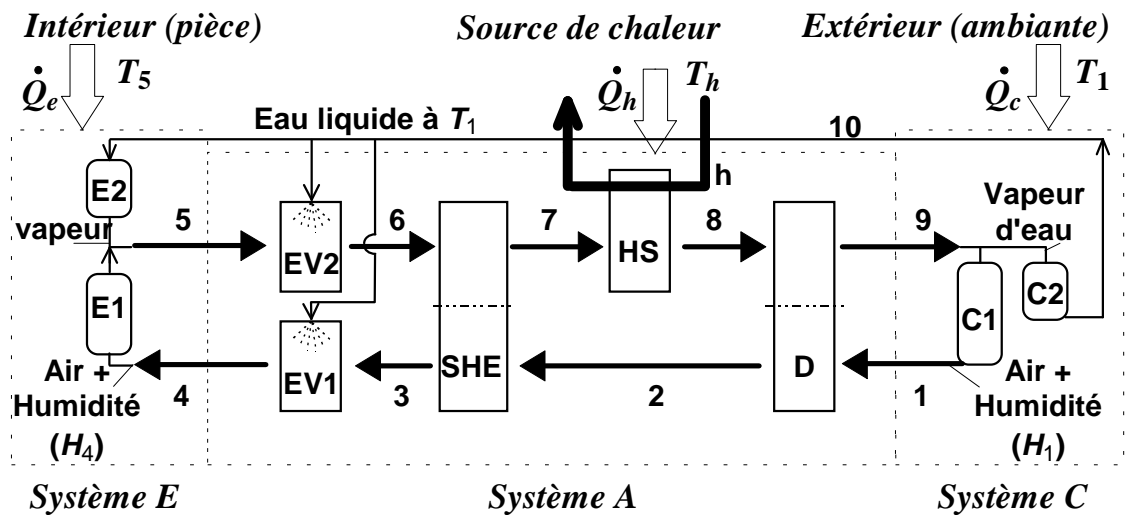 Intérieur (pièce)
Source de chaleur
Extérieur (ambiante)
Q̇e
T5
Q̇h
Th
Q̇c
T1
Eau liquide à T1
10
h
E2
vapeur
5
EV2
6
7
HS
8
9
Vapeur
d'eau
E1
C1
C2
Air +
Humidité
(H4)
4
EV1
3
SHE
2
D
1
Air +
Humidité
(H1)
Système E
Système A
Système C